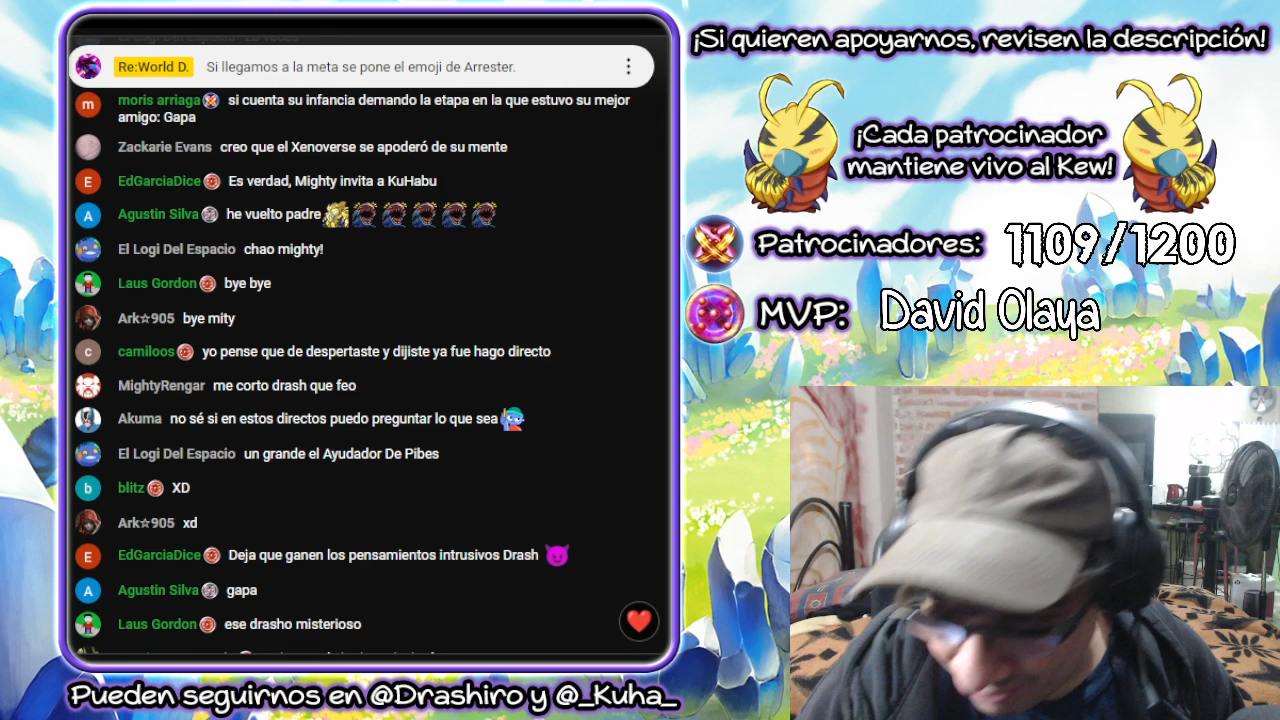 ¡Si quieren apoyarnos, revisen la descripción!
Re:World D. Si llegamos a la meta se pone el emoji de Arrester.
m moris arriaga si cuenta su infancia demando la etapa en la que estuvo su mejor
amigo: Gapa
Zackarie Evans creo que el Xenoverse se apoderó de su mente
E EdGarciaDice Es verdad, Mighty invita a KuHabu
A Agustin Silva he vuelto padre
El Logi Del Espacio chao mighty!
Laus Gordon bye bye
Ark☆905 bye mity
c camiloos yo pense que de despertaste y dijiste ya fue hago directo
MightyRengar me corto drash que feo
Akuma no sé si en estos directos puedo preguntar lo que sea
El Logi Del Espacio un grande el Ayudador De Pibes
b blitz XD
Ark☆905 xd
E EdGarciaDice Deja que ganen los pensamientos intrusivos Drash
A Agustin Silva gapa
Laus Gordon ese drasho misterioso
¡Cada patrocinador
mantiene vivo al Kew!
Patrocinadores: 1109/1200
MVP: David Olaya
Pueden seguirnos en @Drashiro y @_Kuha_